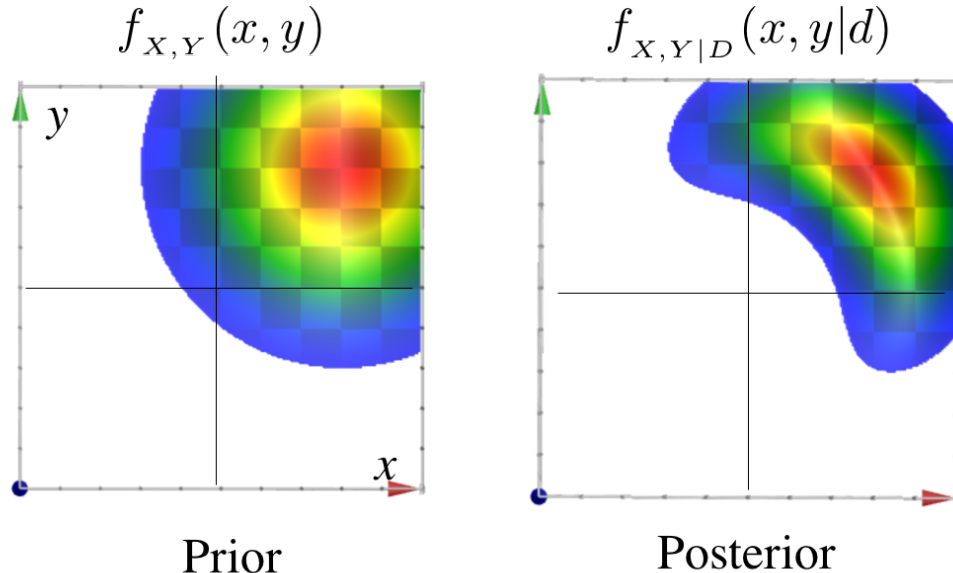 f_{X,Y}(x, y)
f_{X,Y|D}(x, y|d)
y
x
Prior
Posterior